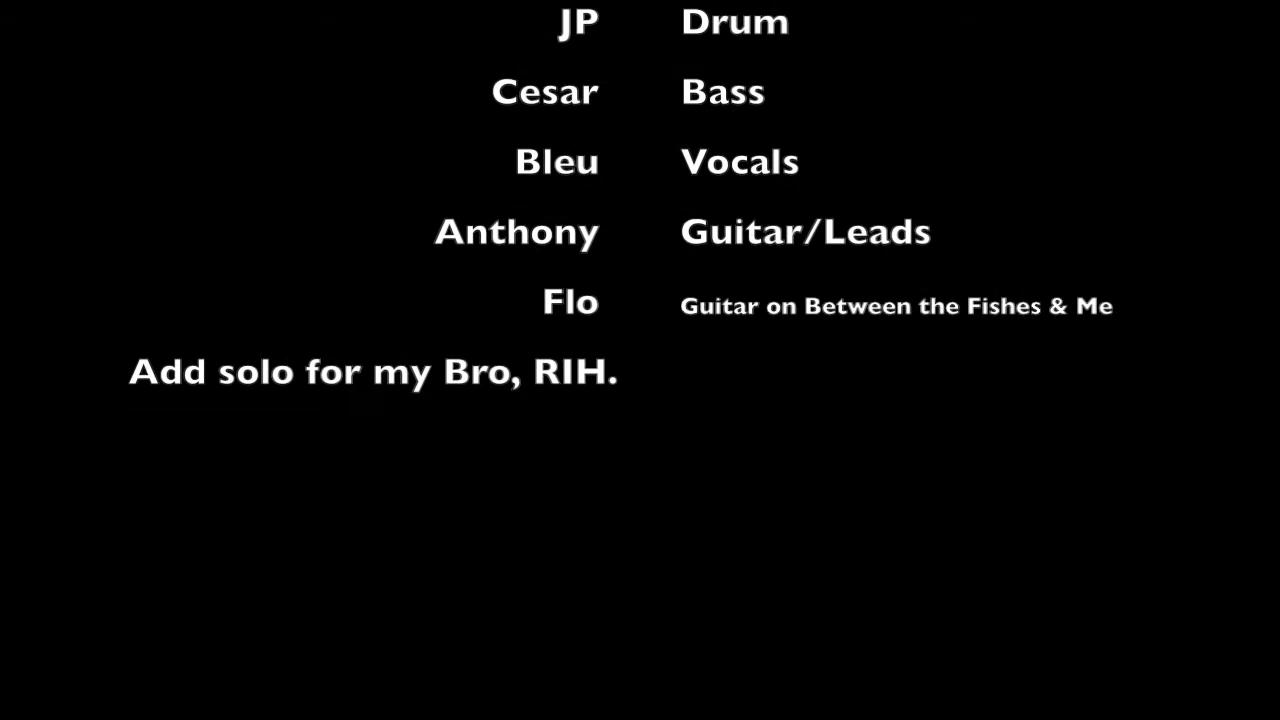 JP Drum
Cesar Bass
Bleu Vocals
Anthony Guitar/Leads
Flo Guitar on Between the Fishes & Me
Add solo for my Bro, RIH.